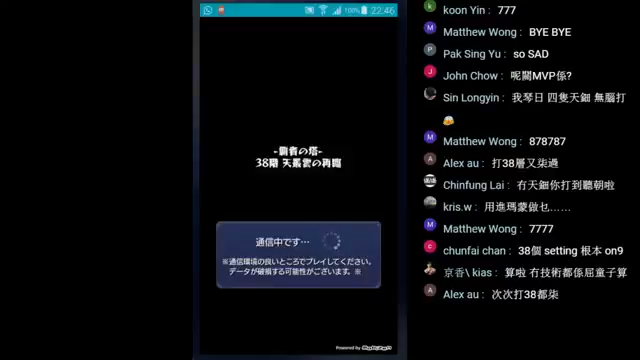 100% 22:46
-覇者の塔-
38階 天叢雲の再臨
通信中です…
※通信環境の良いところでプレイしてください。
データが破損する可能性がございます。※
Powered by
koon Yin : 777
Matthew Wong : BYE BYE
Pak Sing Yu : so SAD
John Chow : 呢關MVP係?
Sin Longyin : 我琴日 四隻天鈿 無腦打
Matthew Wong : 878787
Alex au : 打38層又柒過
Chinfung Lai : 冇天鈿你打到聽朝啦
kris.w : 用進瑪蒙做乜……
Matthew Wong : 7777
chunfai chan : 38個 setting 根本 on9
京香\ kias : 算啦 冇技術都係屈童子算
Alex au : 次次打38都柒